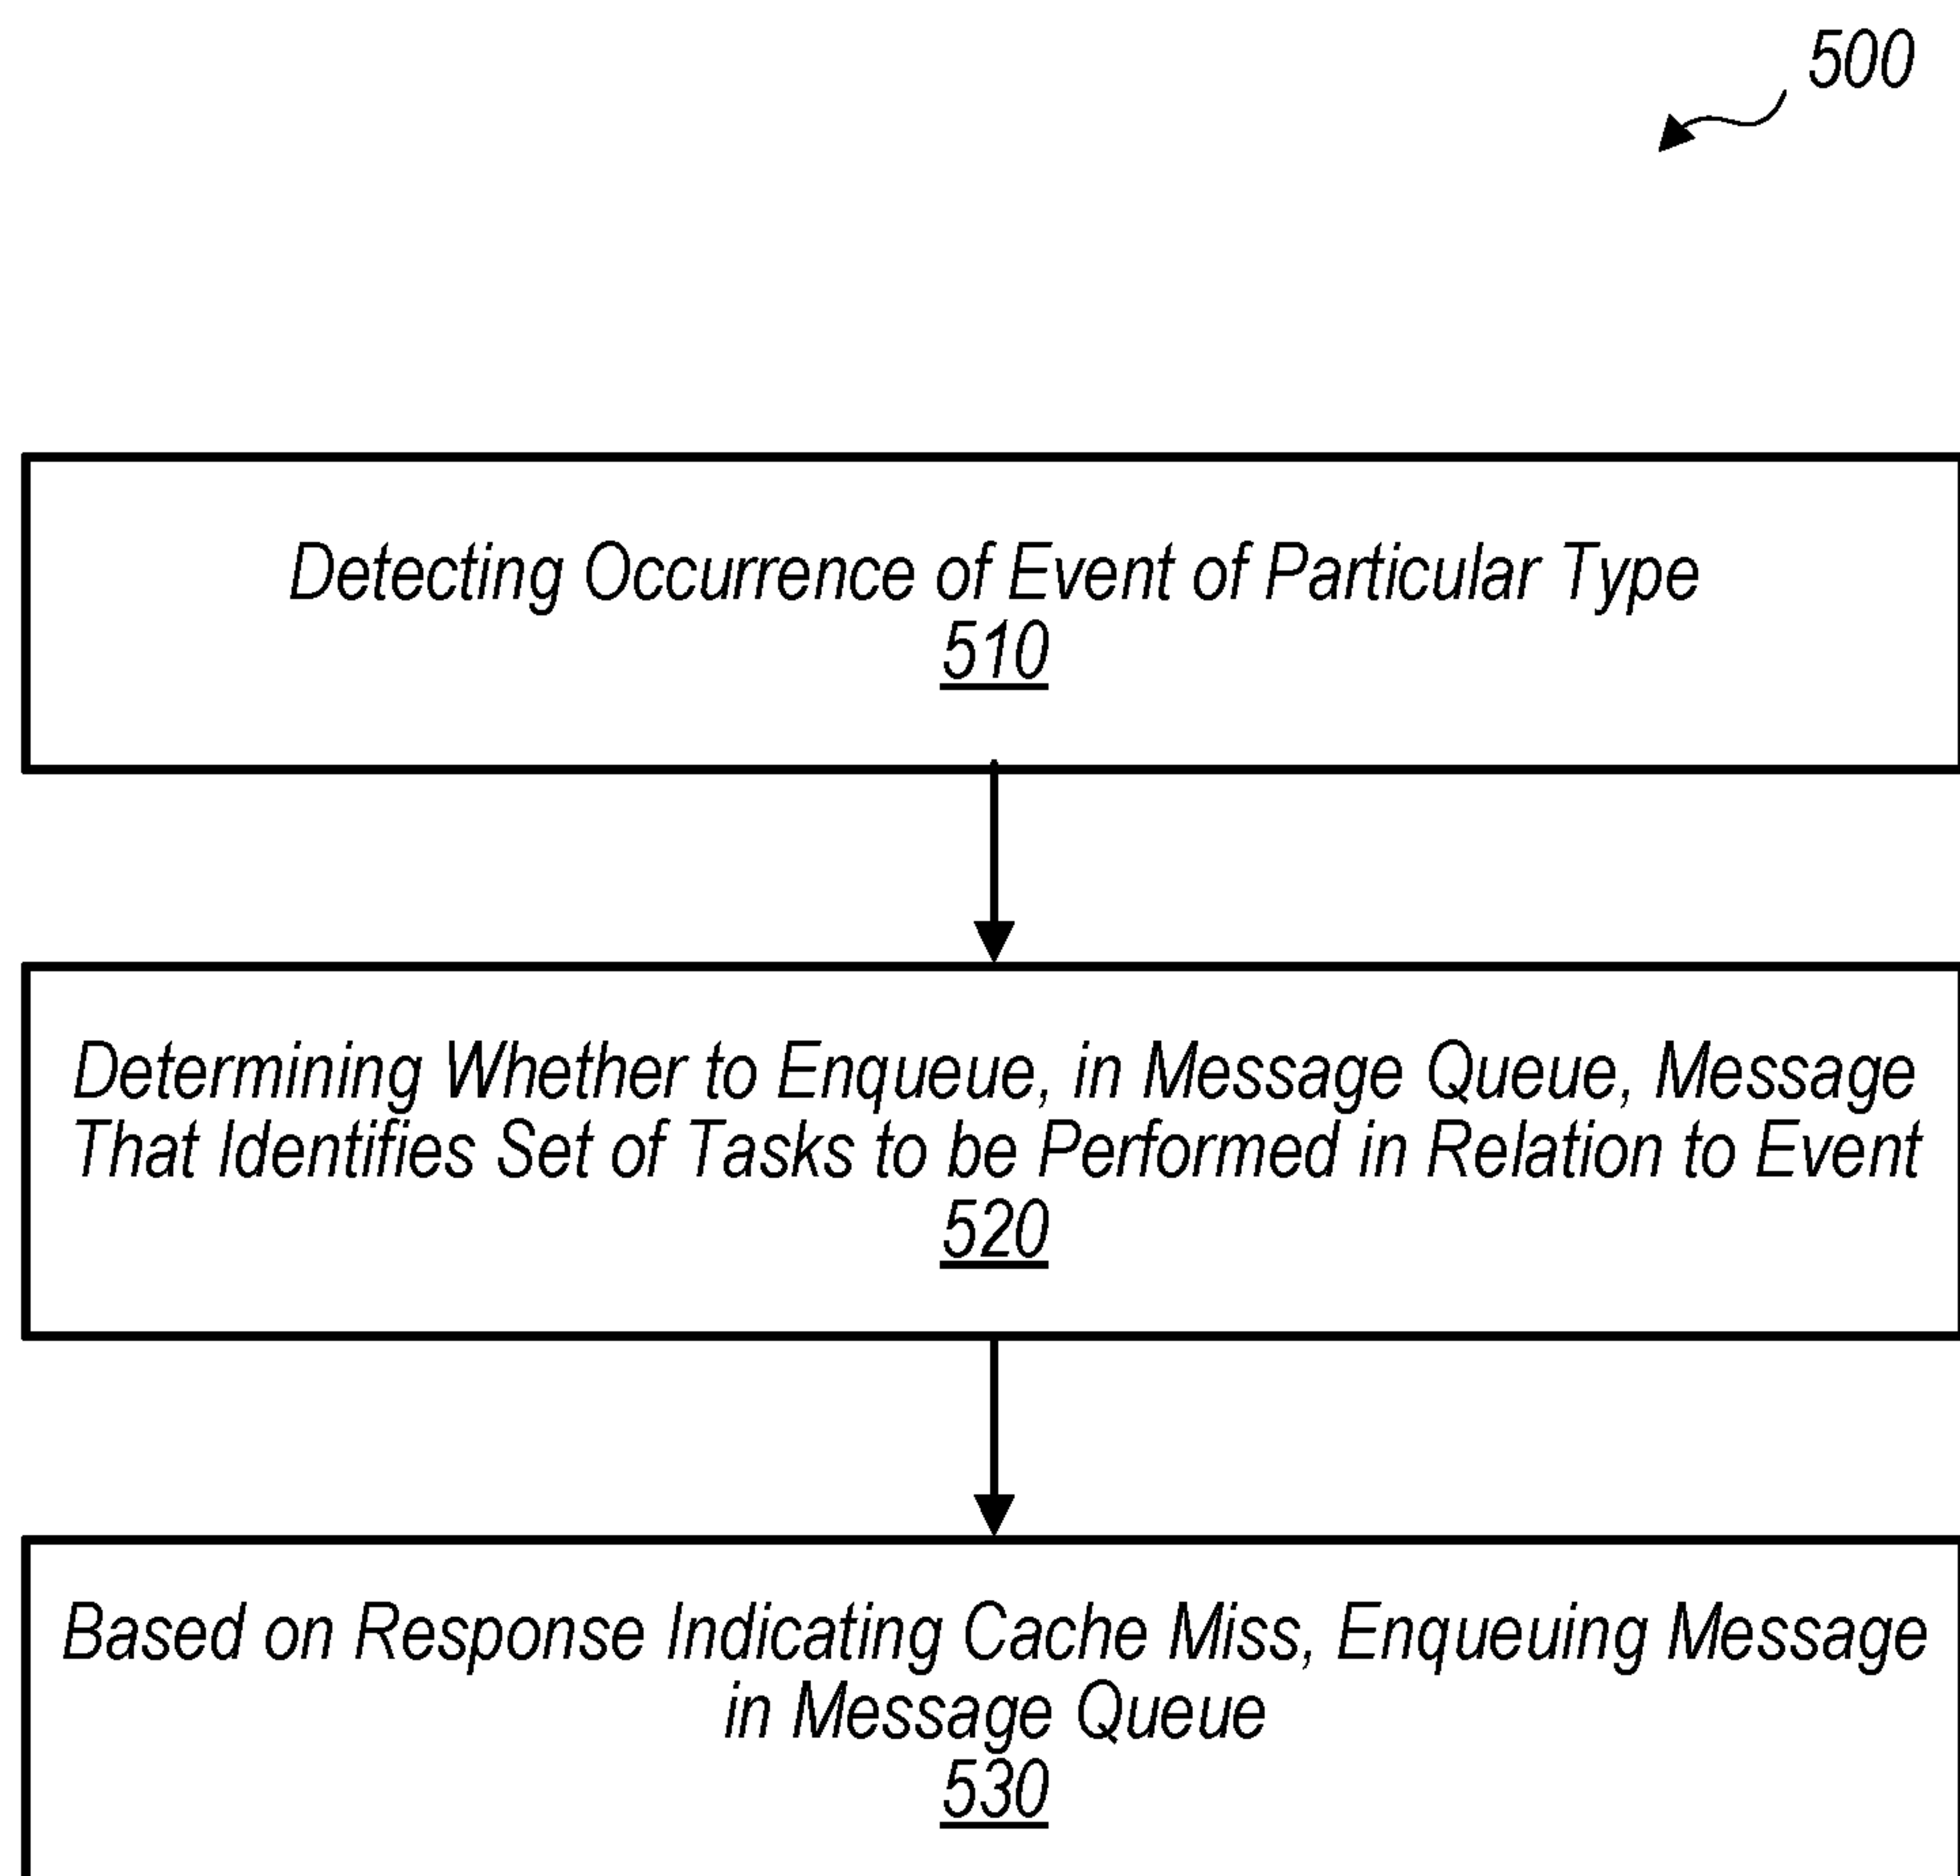 500
Detecting Occurrence of Event of Particular Type
510
Determining Whether to Enqueue, in Message Queue, Message
That Identifies Set of Tasks to be Performed in Relation to Event
520
Based on Response Indicating Cache Miss, Enqueuing Message
in Message Queue
530